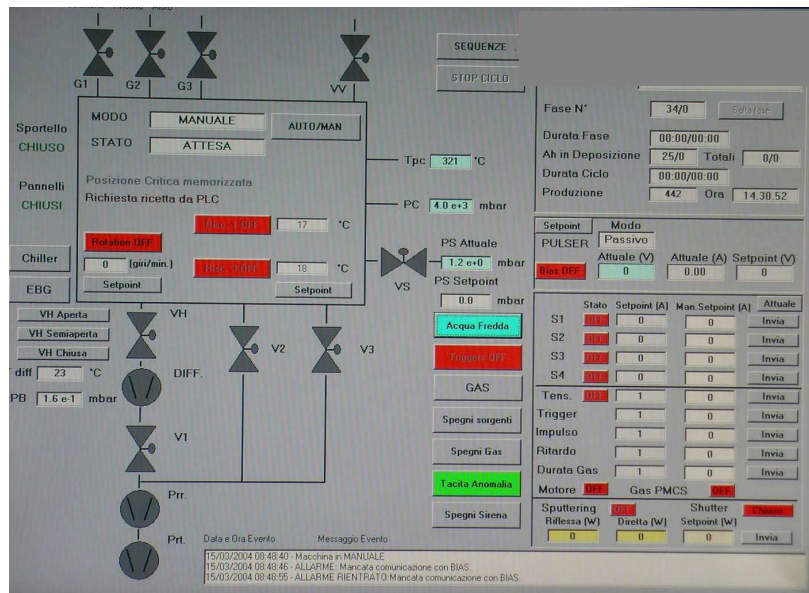 G1
G2
G3
VV
SEQUENZE
STOP CICLO
MODO
MANUALE
AUTO/MAN
STATO
ATTESA
Sportello
CHIUSO
Pannelli
CHIUSI
Posizione Critica memorizzata
Richiesta ricetta da PLC
17 °C
Rotation OFF
0 (giri/min.)
18 °C
Setpoint
Setpoint
Chiller
EBG
Tpc 321 °C
PC 4.0 e+3 mbar
PS Attuale
1.2 e+0 mbar
VS
PS Setpoint
0.0 mbar
VH Aperta
VH Semiaperta
VH Chiusa
VH
V2
V3
diff 23 °C
DIFF.
PB 1.6 e-1 mbar
V1
Prr.
Prt.
Acqua Fredda
Triggers OFF
GAS
Spegni sorgenti
Spegni Gas
Tacita Anomalia
Spegni Sirena
Fase N° 34/0
Durata Fase 00:00/00:00
Ah in Deposizione 25/0 Totali 0/0
Durata Ciclo 00:00/00:00
Produzione 442 Ora 14.30.52
Setpoint Modo
PULSER Passivo
Attuale (V) Attuale (A) Setpoint (V)
Bias OFF 0 0.00 0
Stato Setpoint (A) Man.Setpoint (A) Attuale
S1 OFF 0 0 Invia
S2 OFF 0 0 Invia
S3 OFF 0 0 Invia
S4 OFF 0 0 Invia
Tens. OFF 1 0 Invia
Trigger 1 0 Invia
Impulso 1 0 Invia
Ritardo 1 0 Invia
Durata Gas 1 0 Invia
Motore OFF Gas PMCS OFF
Sputtering OFF Shutter Chiuso
Riflessa (W) Diretta (W) Setpoint (W)
0 0 0 Invia
Data e Ora Evento Messaggio Evento
15/03/2004 08:48:40 - Macchina in MANUALE
15/03/2004 08:48:46 - ALLARME: Mancata comunicazione con BIAS.
15/03/2004 08:48:55 - ALLARME RIENTRATO:Mancata comunicazione con BIAS.